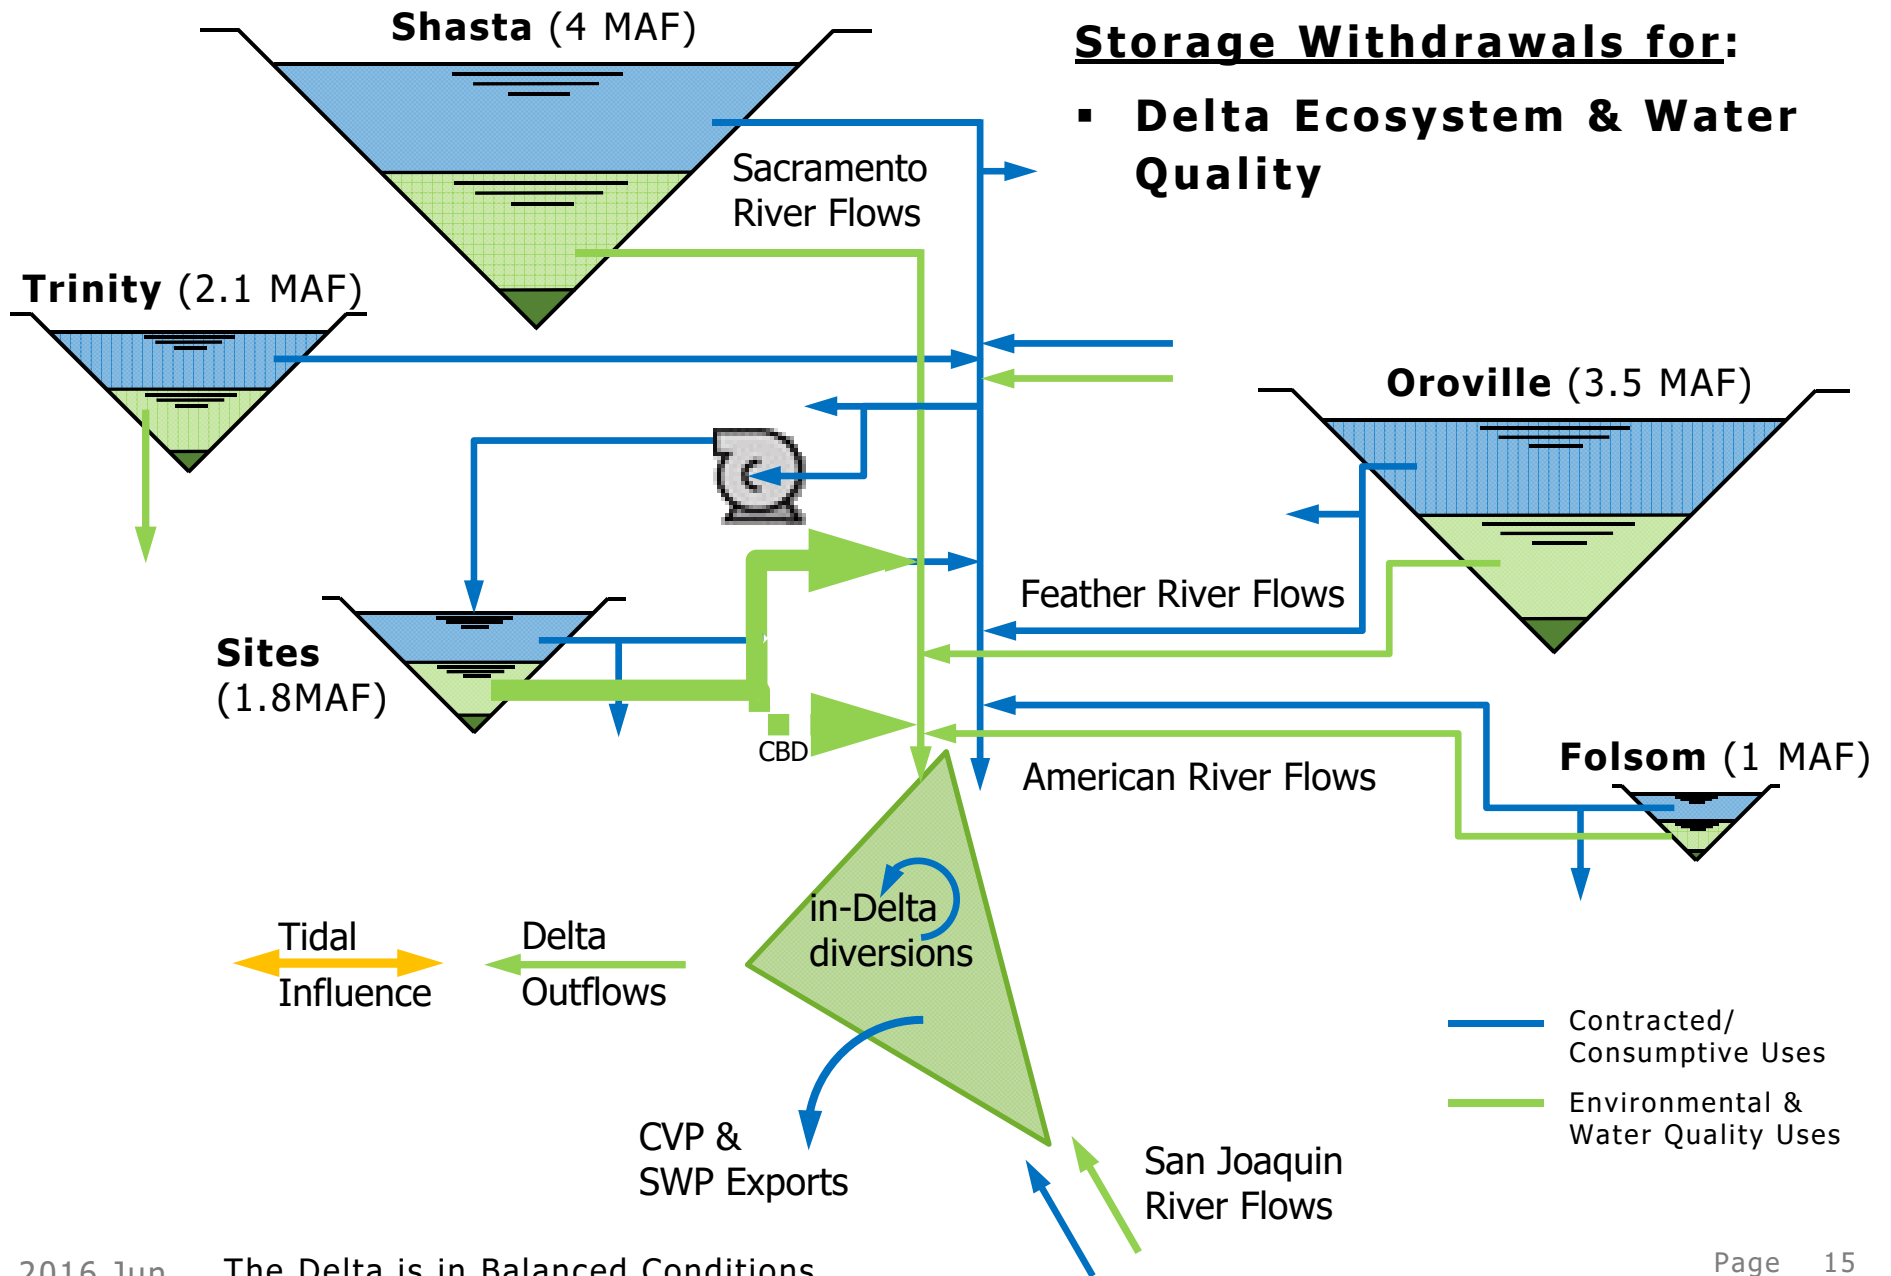 Shasta (4 MAF)
Storage Withdrawals for:
▪ Delta Ecosystem & Water
Quality
Sacramento
River Flows
Trinity (2.1 MAF)
Oroville (3.5 MAF)
Feather River Flows
Sites
(1.8MAF)
CBD
American River Flows
Folsom (1 MAF)
in-Delta
diversions
Tidal
Influence
Delta
Outflows
Contracted/
Consumptive Uses
Environmental &
Water Quality Uses
CVP &
SWP Exports
San Joaquin
River Flows
2016 Jun
The Delta is in Balanced Conditions
Page 15